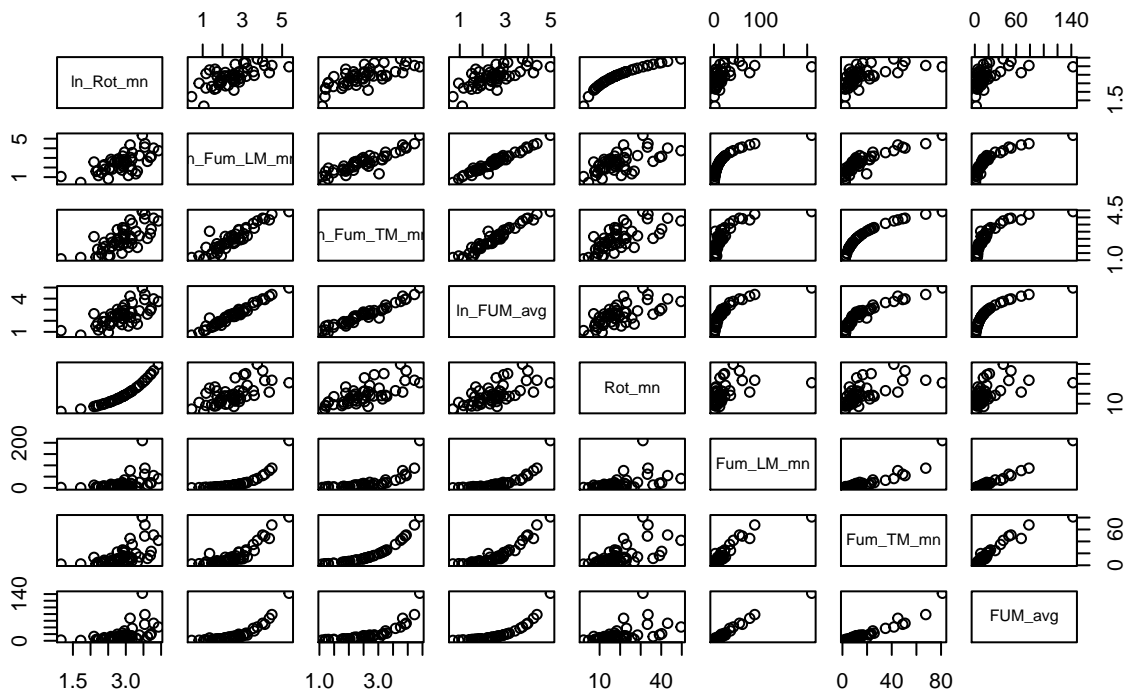 1 3 5 1 3 5 0 100 0 60 140
ln_Rot_mn
1.5
1 5
n_Fum_LM_mn
n_Fum_TM_mn
1.0 4.5
1 4
ln_FUM_avg
Rot_mn
10
0 200
Fum_LM_mn
Fum_TM_mn
0 60
0 140
FUM_avg
1.5 3.0 1.0 3.0 10 40 0 40 80